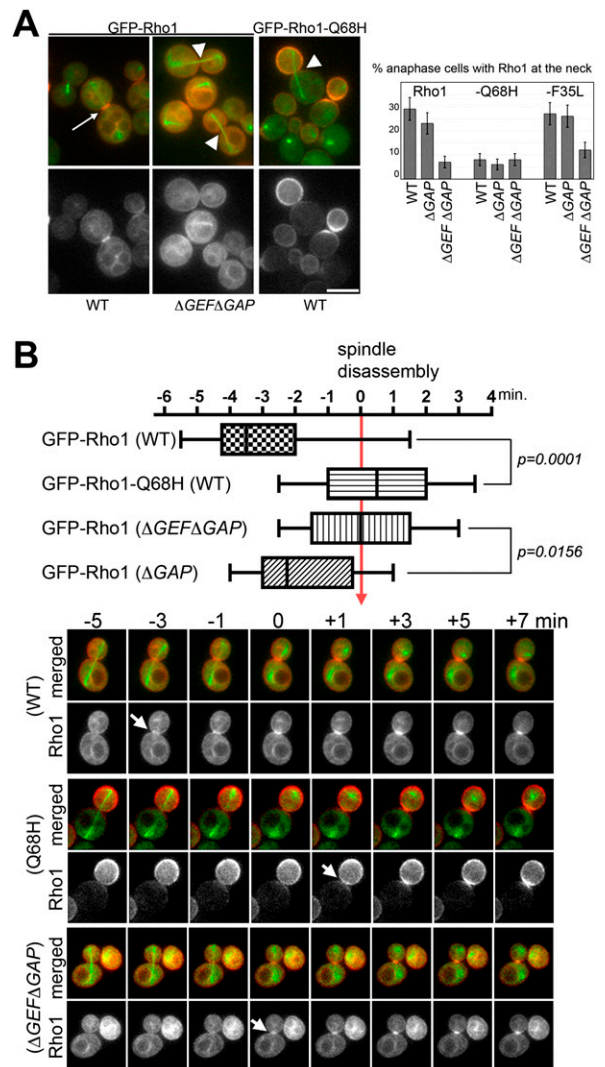 A
GFP-Rho1
GFP-Rho1-Q68H
WT
ΔGEFΔGAP
WT
% anaphase cells with Rho1 at the neck
Rho1 -Q68H -F35L
30
20
10
0
WT ΔGAP ΔGEF ΔGAP WT ΔGAP ΔGEF ΔGAP WT ΔGAP ΔGEF ΔGAP
B
spindle
disassembly
-6 -5 -4 -3 -2 -1 0 1 2 3 4 min.
GFP-Rho1 (WT)
p=0.0001
GFP-Rho1-Q68H (WT)
GFP-Rho1 (ΔGEFΔGAP)
p=0.0156
GFP-Rho1 (ΔGAP)
-5 -3 -1 0 +1 +3 +5 +7 min
(WT)
merged
Rho1
(Q68H)
merged
Rho1
(ΔGEFΔGAP)
merged
Rho1